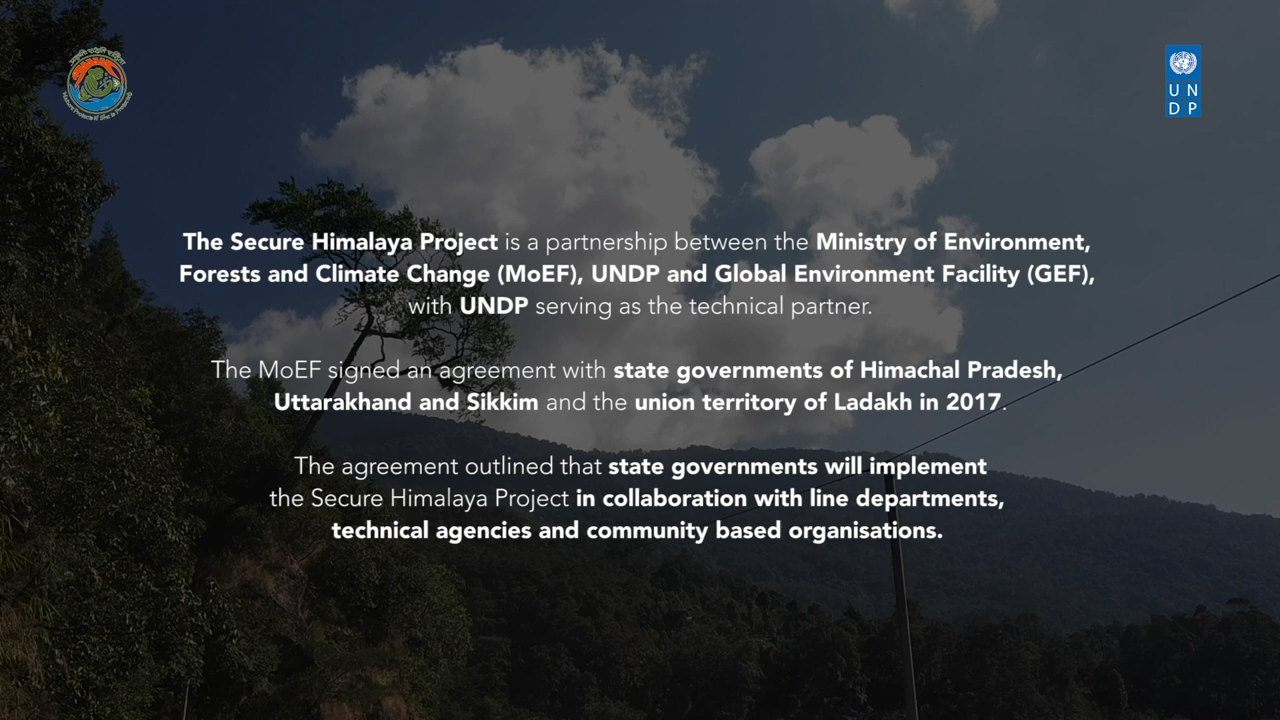 UN
DP
The Secure Himalaya Project is a partnership between the Ministry of Environment,
Forests and Climate Change (MoEF), UNDP and Global Environment Facility (GEF),
with UNDP serving as the technical partner.
The MoEF signed an agreement with state governments of Himachal Pradesh,
Uttarakhand and Sikkim and the union territory of Ladakh in 2017.
The agreement outlined that state governments will implement
the Secure Himalaya Project in collaboration with line departments,
technical agencies and community based organisations.